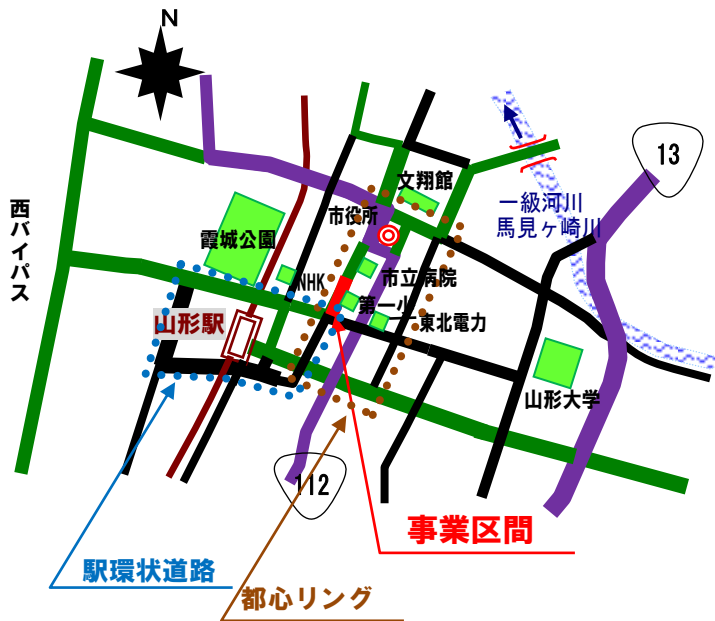 N
13
文翔館
一級河川
馬見ヶ崎川
西バイパス
市役所
霞城公園
市立病院
NHK
第一小
東北電力
山形駅
山形大学
112
事業区間
駅環状道路
都心リング